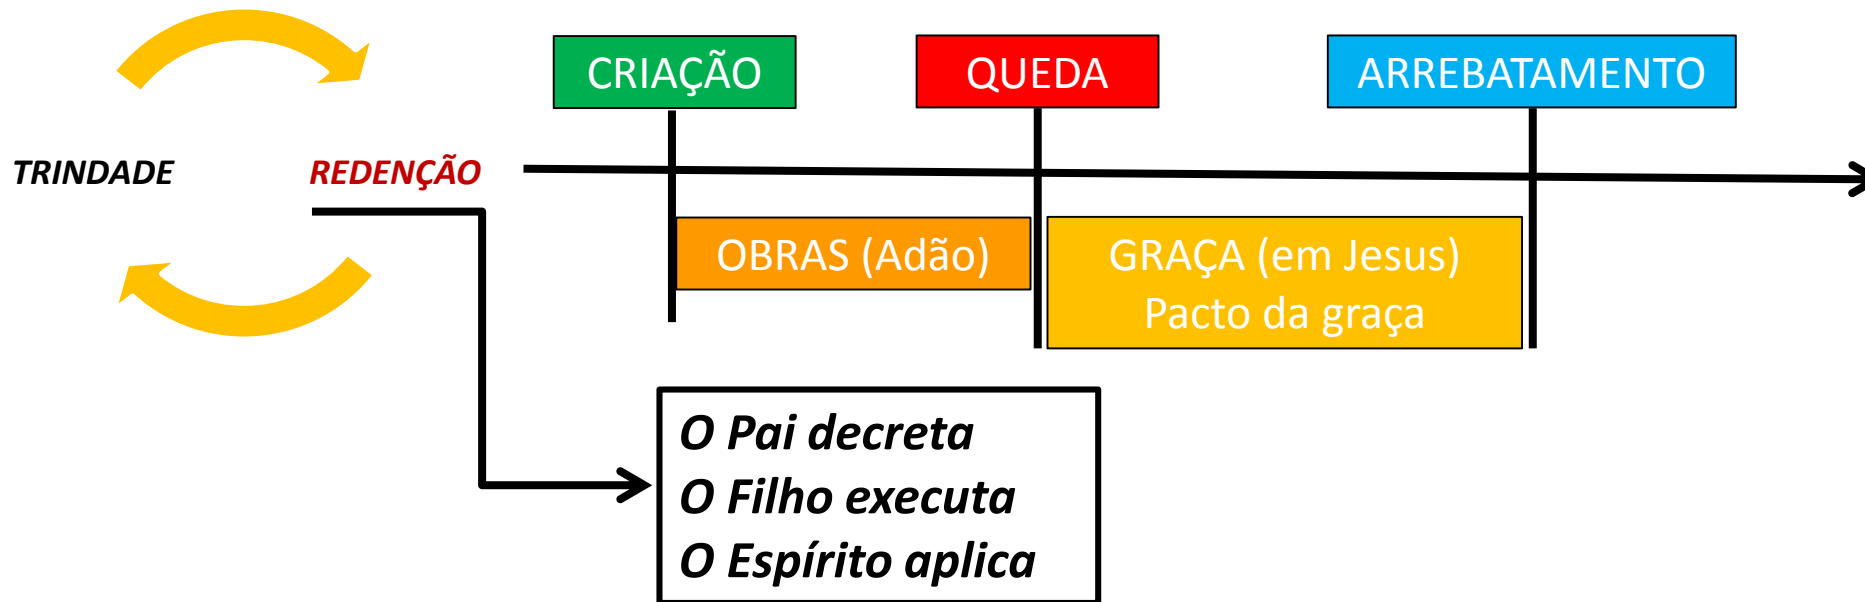 CRIAÇÃO
QUEDA
ARREBATAMENTO
TRINDADE
REDENÇÃO
OBRAS (Adão)
GRAÇA (em Jesus)
Pacto da graça
O Pai decreta
O Filho executa
O Espírito aplica